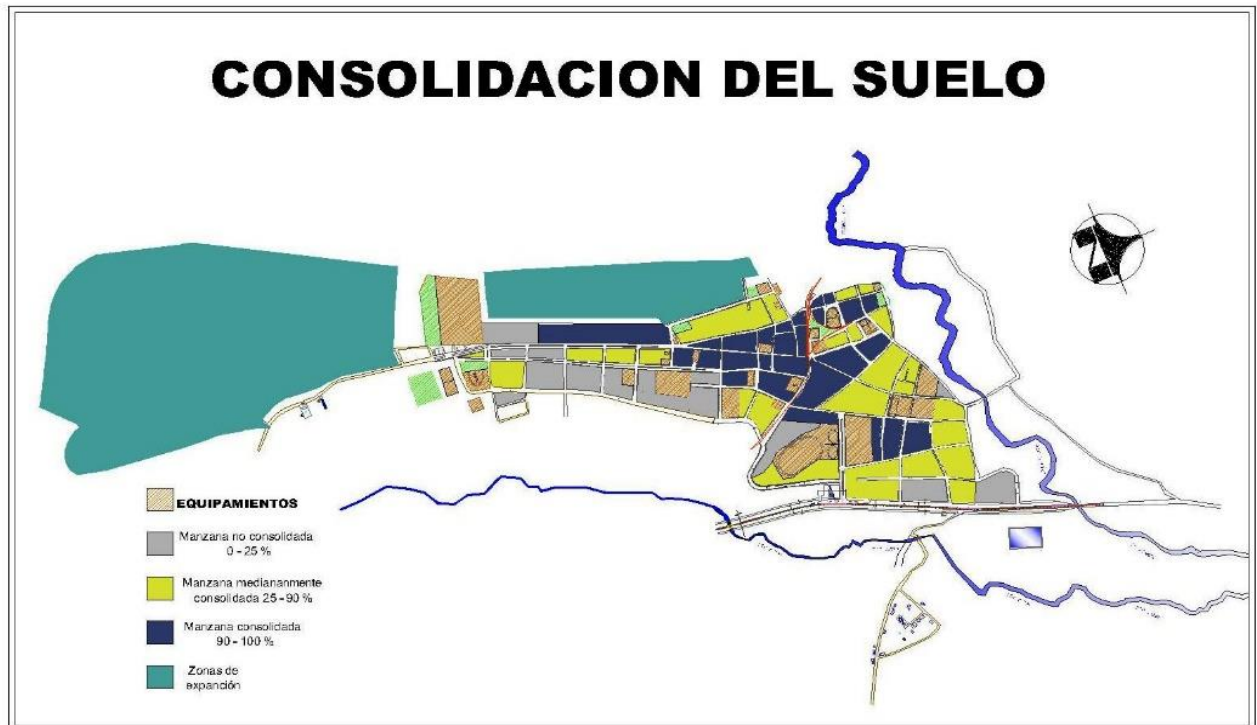 CONSOLIDACION DEL SUELO
EQUIPAMIENTOS
Manzana no consolidada
0 - 25 %
Manzana mediananmente
consolidada 25 - 90 %
Manzana consolidada
90 - 100 %
Zonas de
expanción